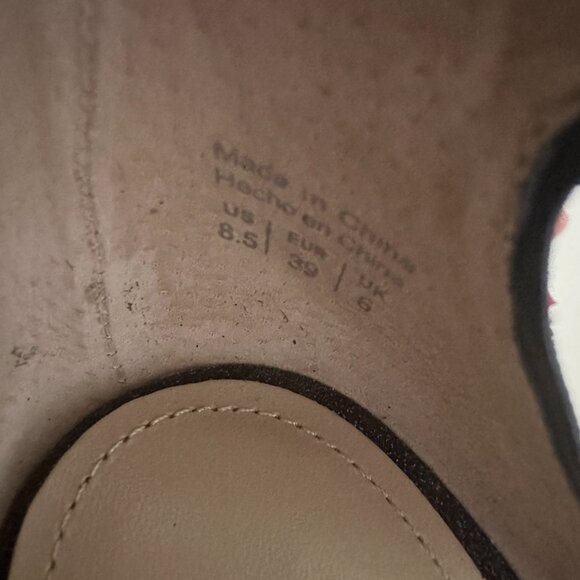 Made in China
Hecho en China
US | EUR | UK
8.5 | 39 | 6